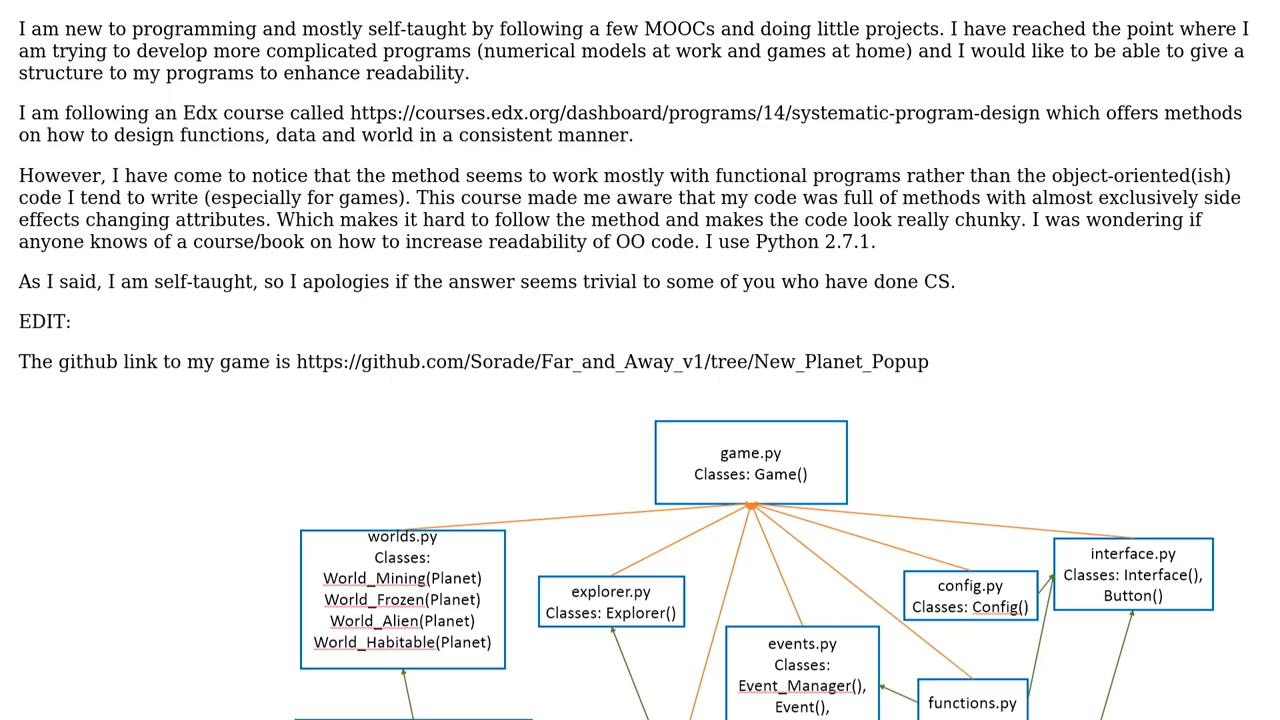 I am new to programming and mostly self-taught by following a few MOOCs and doing little projects. I have reached the point where I
am trying to develop more complicated programs (numerical models at work and games at home) and I would like to be able to give a
structure to my programs to enhance readability.
I am following an Edx course called https://courses.edx.org/dashboard/programs/14/systematic-program-design which offers methods
on how to design functions, data and world in a consistent manner.
However, I have come to notice that the method seems to work mostly with functional programs rather than the object-oriented(ish)
code I tend to write (especially for games). This course made me aware that my code was full of methods with almost exclusively side
effects changing attributes. Which makes it hard to follow the method and makes the code look really chunky. I was wondering if
anyone knows of a course/book on how to increase readability of OO code. I use Python 2.7.1.
As I said, I am self-taught, so I apologies if the answer seems trivial to some of you who have done CS.
EDIT:
The github link to my game is https://github.com/Sorade/Far_and_Away_v1/tree/New_Planet_Popup
game.py
Classes: Game()
worlds.py
Classes:
World_Mining(Planet)
World_Frozen(Planet)
World_Alien(Planet)
World_Habitable(Planet)
explorer.py
Classes: Explorer()
events.py
Classes:
Event_Manager(),
Event(),
config.py
Classes: Config()
functions.py
interface.py
Classes: Interface(),
Button()